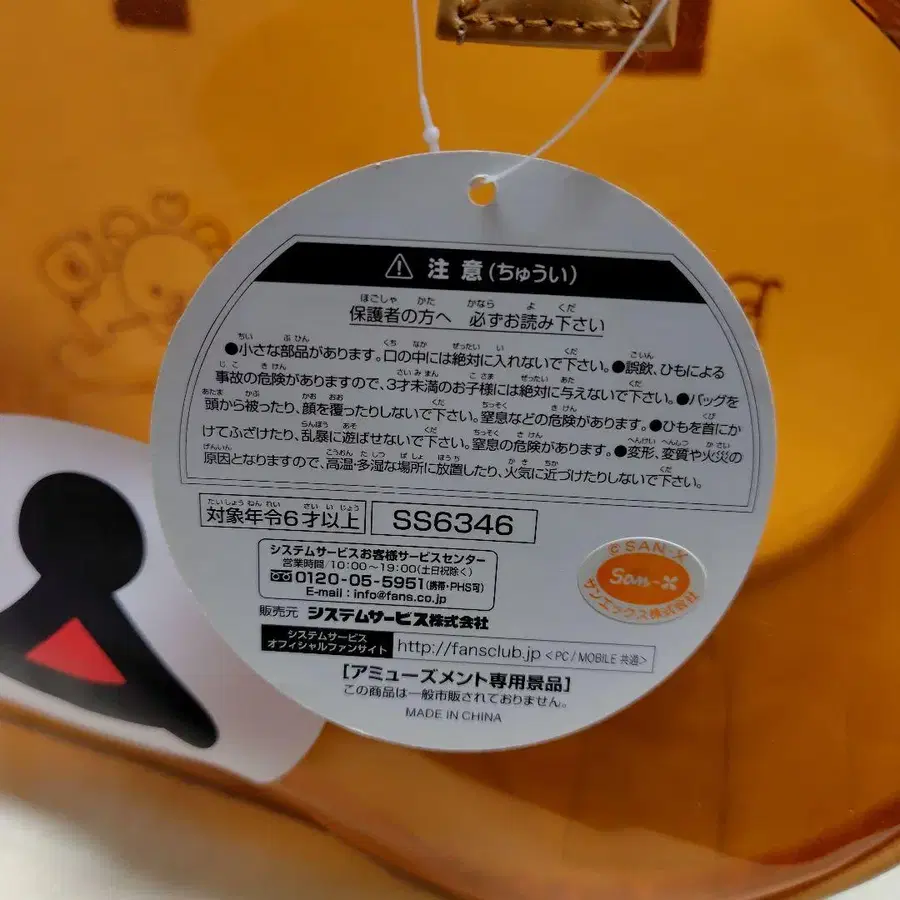 ⚠ 注意(ちゅうい)
保護者の方へ 必ずお読み下さい
●小さな部品があります。口の中には絶対に入れないで下さい。●誤飲、ひもによる
事故の危険がありますので、3才未満のお子様には絶対に与えないで下さい。●バッグを
頭から被ったり、顔を覆ったりしないで下さい。窒息などの危険があります。●ひもを首にか
けてふざけたり、乱暴に遊ばせないで下さい。窒息の危険があります。●変形、変質や火災の
原因となりますので、高温・多湿な場所に放置したり、火気に近づけたりしないで下さい。
対象年令6才以上 SS6346
システムサービスお客様サービスセンター
営業時間/10:00~19:00(土日祝除く)
0120-05-5951(携帯・PHS可)
E-mail:info@fans.co.jp
販売元 システムサービス株式会社
システムサービス
オフィシャルファンサイト
http://fansclub.jp <PC/MOBILE 共通>
[アミューズメント専用景品]
この商品は一般市販されておりません。
MADE IN CHINA
©SAN-X
San-X
サンエックス株式会社